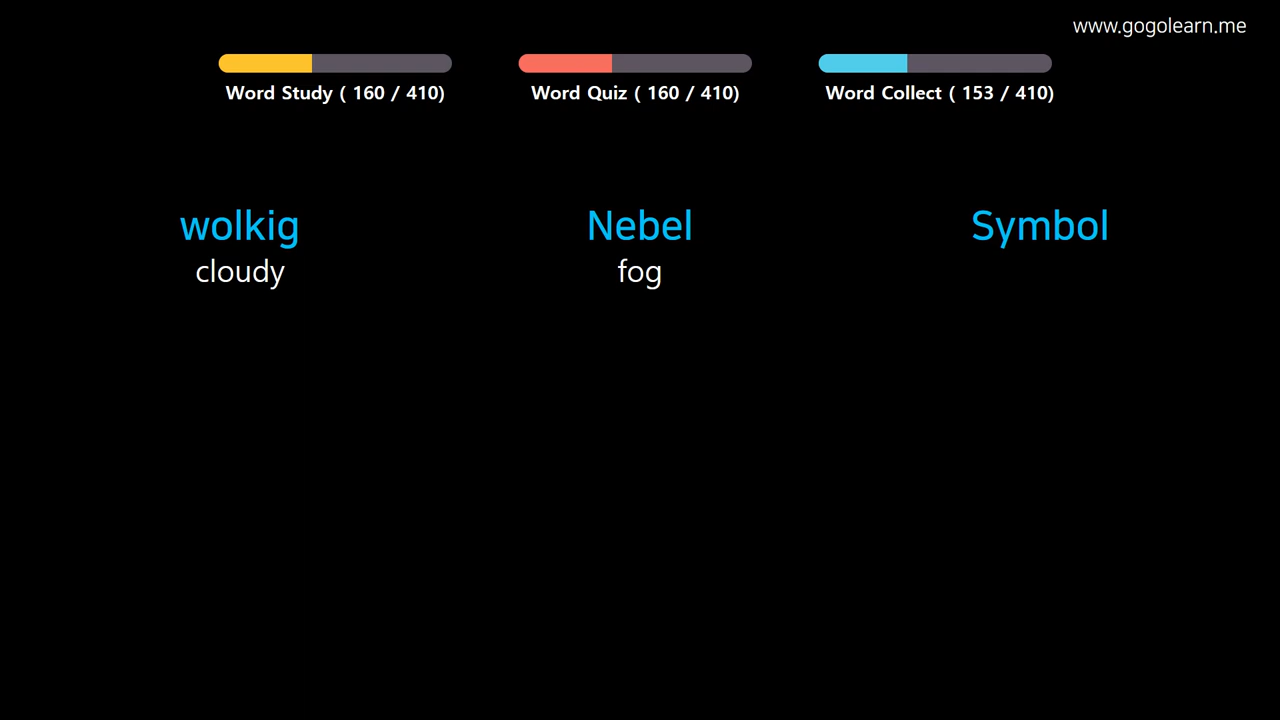 www.gogolearn.me
Word Study ( 160 / 410)
Word Quiz ( 160 / 410)
Word Collect ( 153 / 410)
wolkig
cloudy
Nebel
fog
Symbol